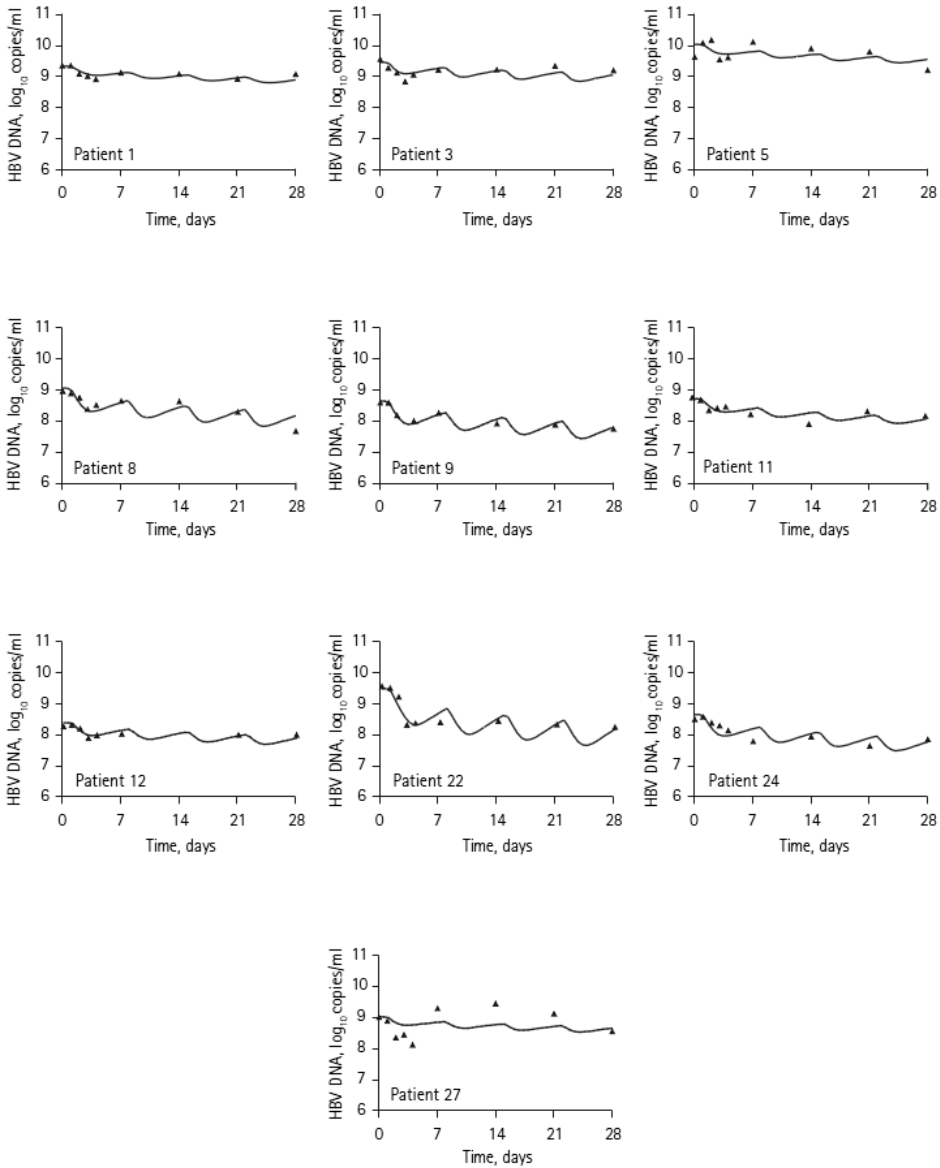 HBV DNA, log₁₀ copies/ml
11
10
9
8
7
6
Patient 1
0 7 14 21 28
Time, days
HBV DNA, log₁₀ copies/ml
11
10
9
8
7
6
Patient 3
0 7 14 21 28
Time, days
HBV DNA, log₁₀ copies/ml
11
10
9
8
7
6
Patient 5
0 7 14 21 28
Time, days
HBV DNA, log₁₀ copies/ml
11
10
9
8
7
6
Patient 8
0 7 14 21 28
Time, days
HBV DNA, log₁₀ copies/ml
11
10
9
8
7
6
Patient 9
0 7 14 21 28
Time, days
HBV DNA, log₁₀ copies/ml
11
10
9
8
7
6
Patient 11
0 7 14 21 28
Time, days
HBV DNA, log₁₀ copies/ml
11
10
9
8
7
6
Patient 12
0 7 14 21 28
Time, days
HBV DNA, log₁₀ copies/ml
11
10
9
8
7
6
Patient 22
0 7 14 21 28
Time, days
HBV DNA, log₁₀ copies/ml
11
10
9
8
7
6
Patient 24
0 7 14 21 28
Time, days
HBV DNA, log₁₀ copies/ml
11
10
9
8
7
6
Patient 27
0 7 14 21 28
Time, days